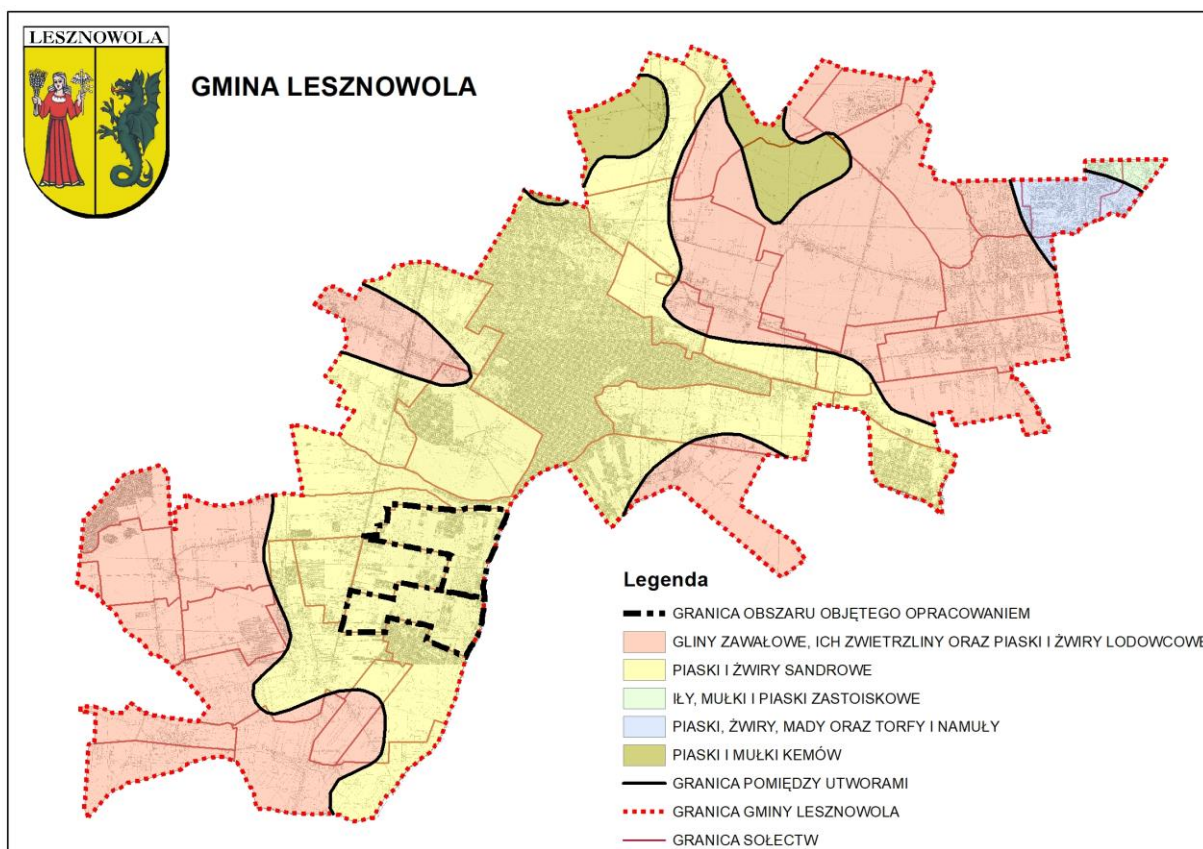 LESZNOWOLA
GMINA LESZNOWOLA
Legenda
GRANICA OBSZARU OBJĘTEGO OPRACOWANIEM
GLINY ZAWAŁOWE, ICH ZWIETRZLINY ORAZ PIASKI I ŻWIRY LODOWCOWE
PIASKI I ŻWIRY SANDROWE
IŁY, MUŁKI I PIASKI ZASTOISKOWE
PIASKI, ŻWIRY, MADY ORAZ TORFY I NAMUŁY
PIASKI I MUŁKI KEMÓW
GRANICA POMIĘDZY UTWORAMI
GRANICA GMINY LESZNOWOLA
GRANICA SOŁECTW